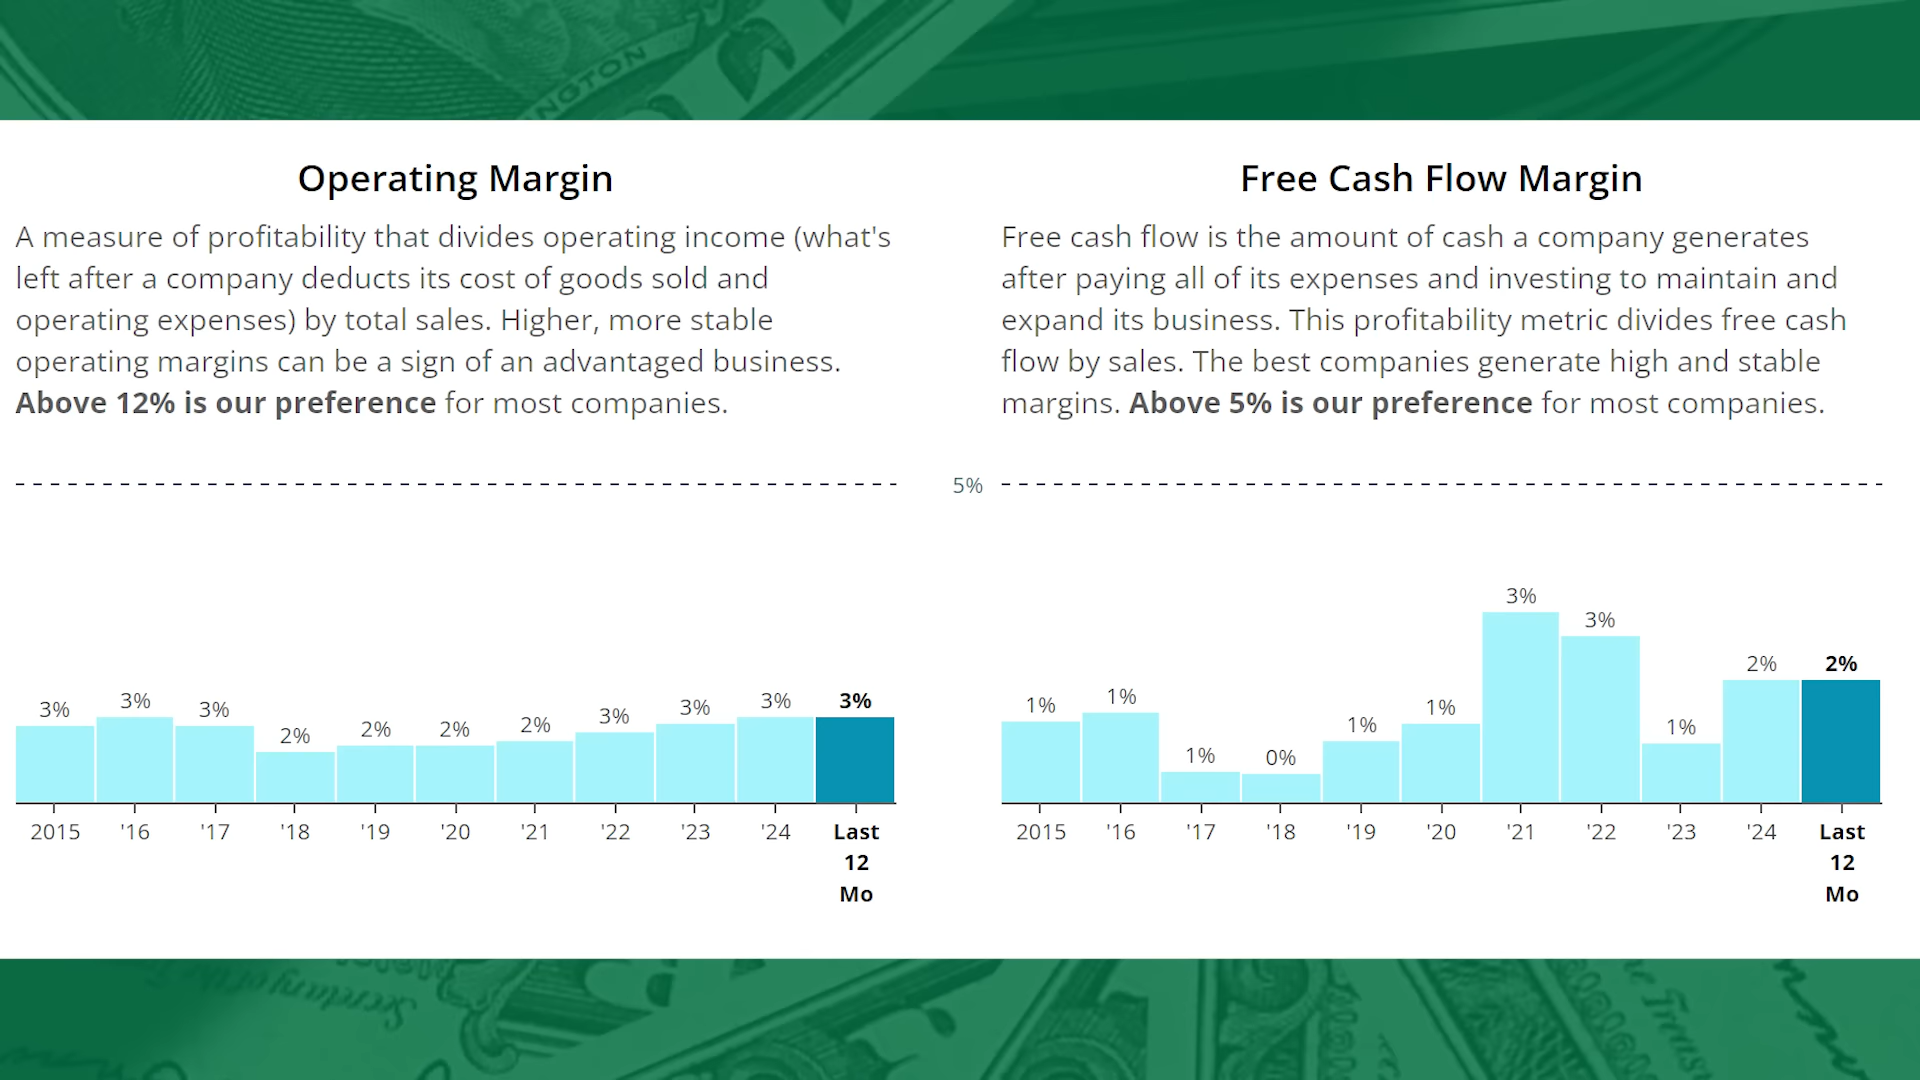 NGTON
Operating Margin
A measure of profitability that divides operating income (what's
left after a company deducts its cost of goods sold and
operating expenses) by total sales. Higher, more stable
operating margins can be a sign of an advantaged business.
Above 12% is our preference for most companies.
3% 3% 3% 2% 2% 2% 2% 3% 3% 3% 3%
2015 '16 '17 '18 '19 '20 '21 '22 '23 '24 Last
12
Mo
Free Cash Flow Margin
Free cash flow is the amount of cash a company generates
after paying all of its expenses and investing to maintain and
expand its business. This profitability metric divides free cash
flow by sales. The best companies generate high and stable
margins. Above 5% is our preference for most companies.
5%
1% 1% 1% 0% 1% 1% 3% 3% 1% 2% 2%
2015 '16 '17 '18 '19 '20 '21 '22 '23 '24 Last
12
Mo
Secretary of the